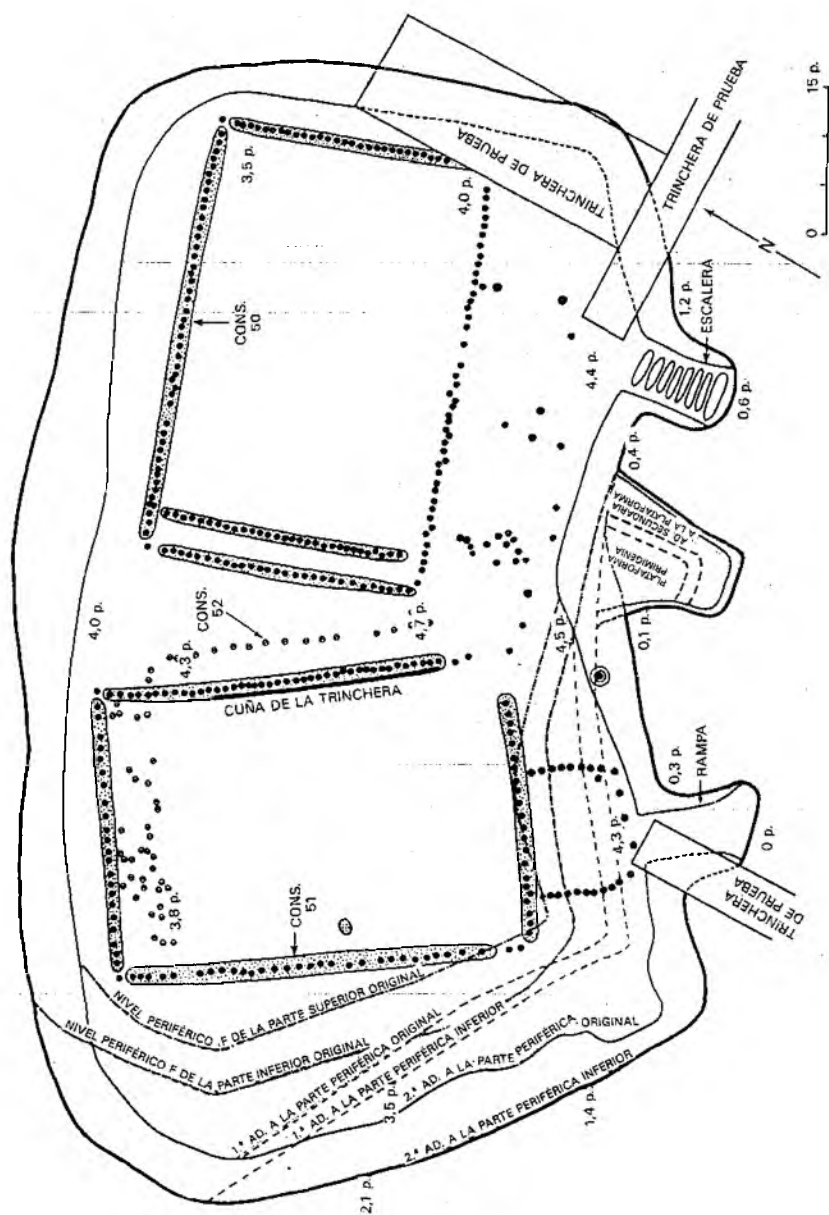 TRINCHERA DE PRUEBA
TRINCHERA DE PRUEBA
15 p.
0
N
3,5 p.
4,0 p.
CONS.
50
1,2 p.
ESCALERA
4,4 p.
0,6 p.
0,4 p.
AD. SECUNDARIA
A LA PLATAFORMA
PLATAFORMA
PRIMIGENIA
4,0 p.
CONS.
52
4,3 p.
4,7 p.
4,5 p.
0,1 p.
CUÑA DE LA TRINCHERA
0,3 p.
RAMPA
4,3 p.
0 p.
TRINCHERA
DE PRUEBA
3,8 p.
CONS.
51
NIVEL PERIFÉRICO F DE LA PARTE SUPERIOR ORIGINAL
NIVEL PERIFÉRICO F DE LA PARTE INFERIOR ORIGINAL
1.ª AD. A LA PARTE PERIFÉRICA ORIGINAL
1.ª AD. A LA PARTE PERIFÉRICA INFERIOR
3,5 p.
2.ª AD. A LA PARTE PERIFÉRICA ORIGINAL
1,4 p.
2.ª AD. A LA PARTE PERIFÉRICA INFERIOR
2,1 p.